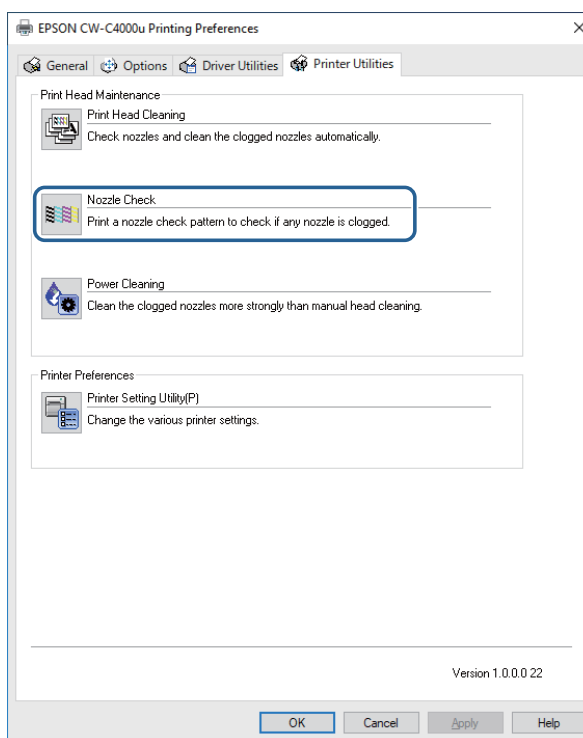 EPSON CW-C4000u Printing Preferences
General Options Driver Utilities Printer Utilities
Print Head Maintenance
Print Head Cleaning
Check nozzles and clean the clogged nozzles automatically.
Nozzle Check
Print a nozzle check pattern to check if any nozzle is clogged.
Power Cleaning
Clean the clogged nozzles more strongly than manual head cleaning.
Printer Preferences
Printer Setting Utility(P)
Change the various printer settings.
Version 1.0.0.0 22
OK Cancel Apply Help